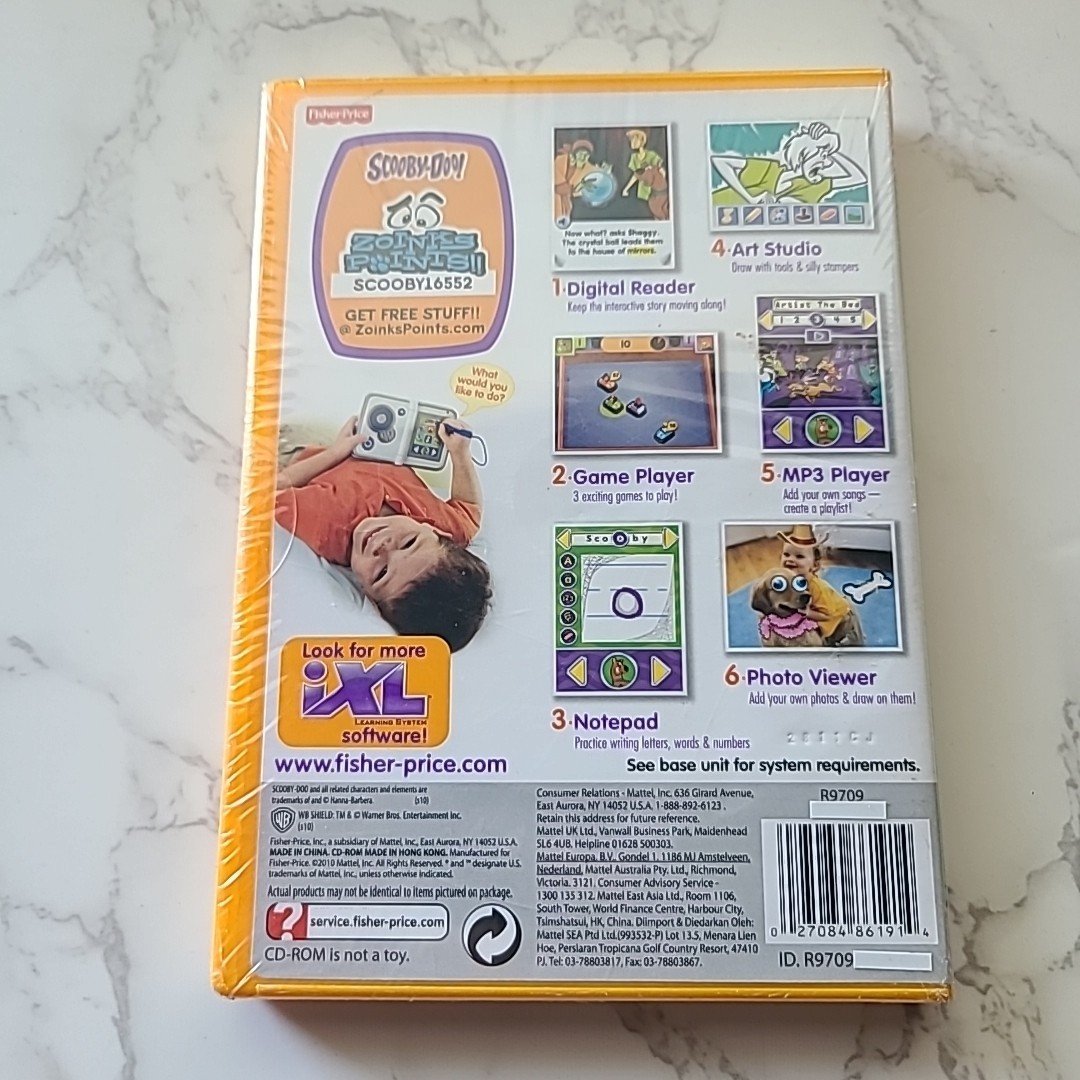 Fisher-Price
SCOOBY-DOO!
ZOINKS
POINTS!!
SCOOBY16552
GET FREE STUFF!!
@ ZoinksPoints.com
What
would you
like to do?
Now what? asks Shaggy.
The crystal ball leads them
to the house of mirrors.
1•Digital Reader
Keep the interactive story moving along!
4•Art Studio
Draw with tools & silly stampers
10
2•Game Player
3 exciting games to play!
Artist The Bed
1 2 3 4 5
5•MP3 Player
Add your own songs—
create a playlist!
Scooby
A
a
123
o
3•Notepad
Practice writing letters, words & numbers
6•Photo Viewer
Add your own photos & draw on them!
Look for more
iXL
LEARNING SYSTEM
software!
www.fisher-price.com
2611CJ
See base unit for system requirements.
SCOOBY-DOO and all related characters and elements are
trademarks of and © Hanna-Barbera. (s10)
WB SHIELD: TM & © Warner Bros. Entertainment Inc.
(s10)
Fisher-Price, Inc., a subsidiary of Mattel, Inc., East Aurora, NY 14052 U.S.A.
MADE IN CHINA. CD-ROM MADE IN HONG KONG. Manufactured for
Fisher-Price. ©2010 Mattel, Inc. All Rights Reserved. ® and ™ designate U.S.
trademarks of Mattel, Inc., unless otherwise indicated.
Actual products may not be identical to items pictured on package.
? service.fisher-price.com
CD-ROM is not a toy.
Consumer Relations - Mattel, Inc. 636 Girard Avenue,
East Aurora, NY 14052 U.S.A. 1-888-892-6123.
Retain this address for future reference.
Mattel UK Ltd., Vanwall Business Park, Maidenhead
SL6 4UB. Helpline 01628 500303.
Mattel Europa, B.V., Gondel 1, 1186 MJ Amstelveen,
Nederland. Mattel Australia Pty. Ltd., Richmond,
Victoria. 3121. Consumer Advisory Service -
1300 135 312. Mattel East Asia Ltd., Room 1106,
South Tower, World Finance Centre, Harbour City,
Tsimshatsui, HK, China. Diimport & Diedarkan Oleh:
Mattel SEA Ptd Ltd.(993532-P) Lot 13.5, Menara Lien
Hoe, Persiaran Tropicana Golf Country Resort, 47410
PJ. Tel: 03-78803817, Fax: 03-78803867.
R9709
0 27084 86191 4
ID. R9709